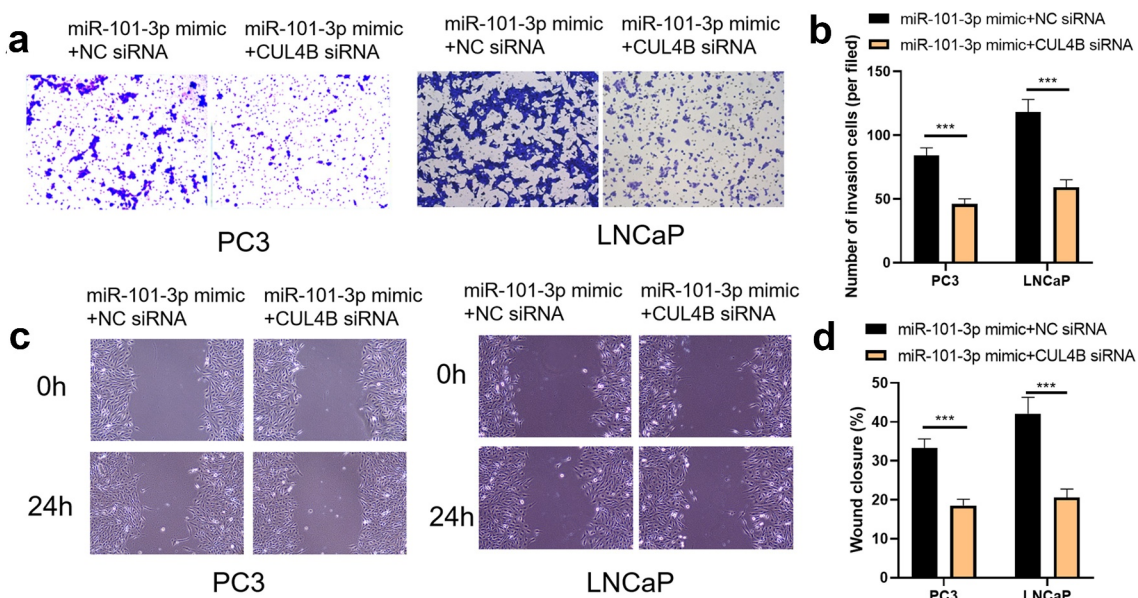 a
miR-101-3p mimic
+NC siRNA
miR-101-3p mimic
+CUL4B siRNA
PC3
miR-101-3p mimic
+NC siRNA
miR-101-3p mimic
+CUL4B siRNA
LNCaP
b
miR-101-3p mimic+NC siRNA
miR-101-3p mimic+CUL4B siRNA
Number of invasion cells (per filed)
150
100
50
0
***
***
PC3
LNCaP
c
miR-101-3p mimic
+NC siRNA
miR-101-3p mimic
+CUL4B siRNA
0h
24h
PC3
miR-101-3p mimic
+NC siRNA
miR-101-3p mimic
+CUL4B siRNA
0h
24h
LNCaP
d
miR-101-3p mimic+NC siRNA
miR-101-3p mimic+CUL4B siRNA
Wound closure (%)
50
40
30
20
10
0
***
***
PC3
LNCaP